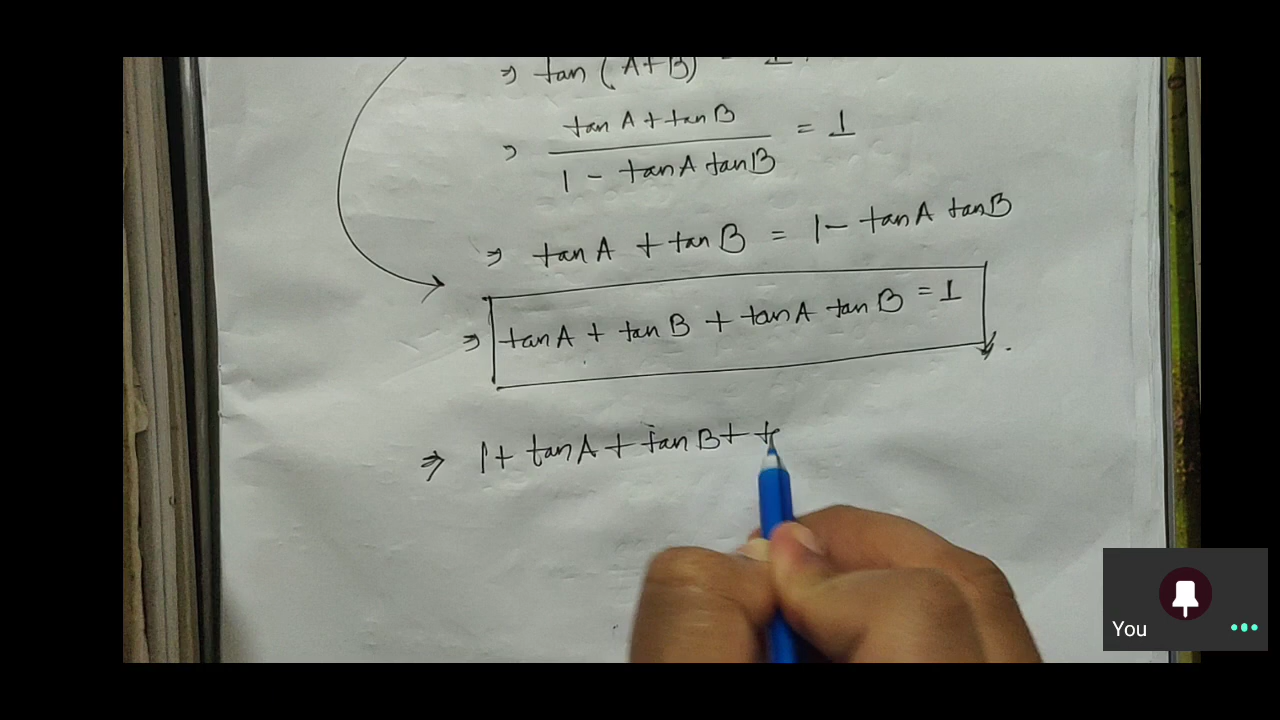 ⇒ tan (A+B) = 1.
⇒ tan A + tan B / 1 - tan A tan B = 1
⇒ tan A + tan B = 1 - tan A tan B
⇒ tan A + tan B + tan A tan B = 1
⇒ 1 + tan A + tan B + t
You